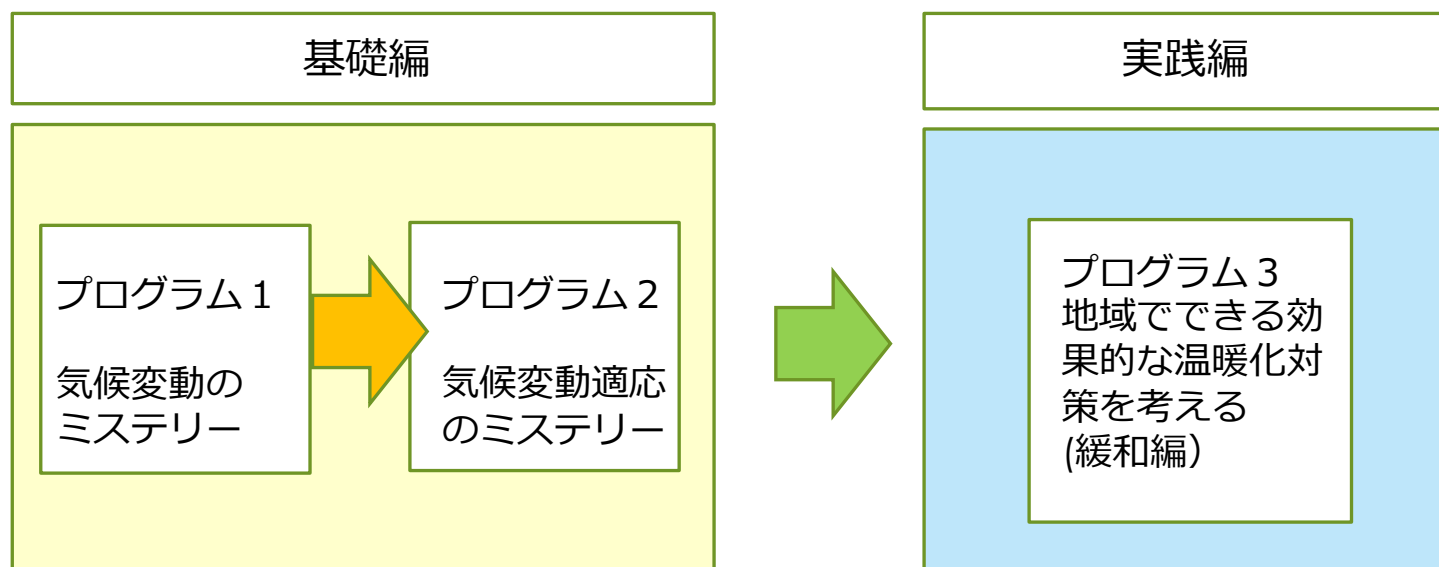 基礎編
実践編
プログラム１
気候変動の
ミステリー
プログラム２
気候変動適応
のミステリー
プログラム３
地域でできる効
果的な温暖化対
策を考える
(緩和編）